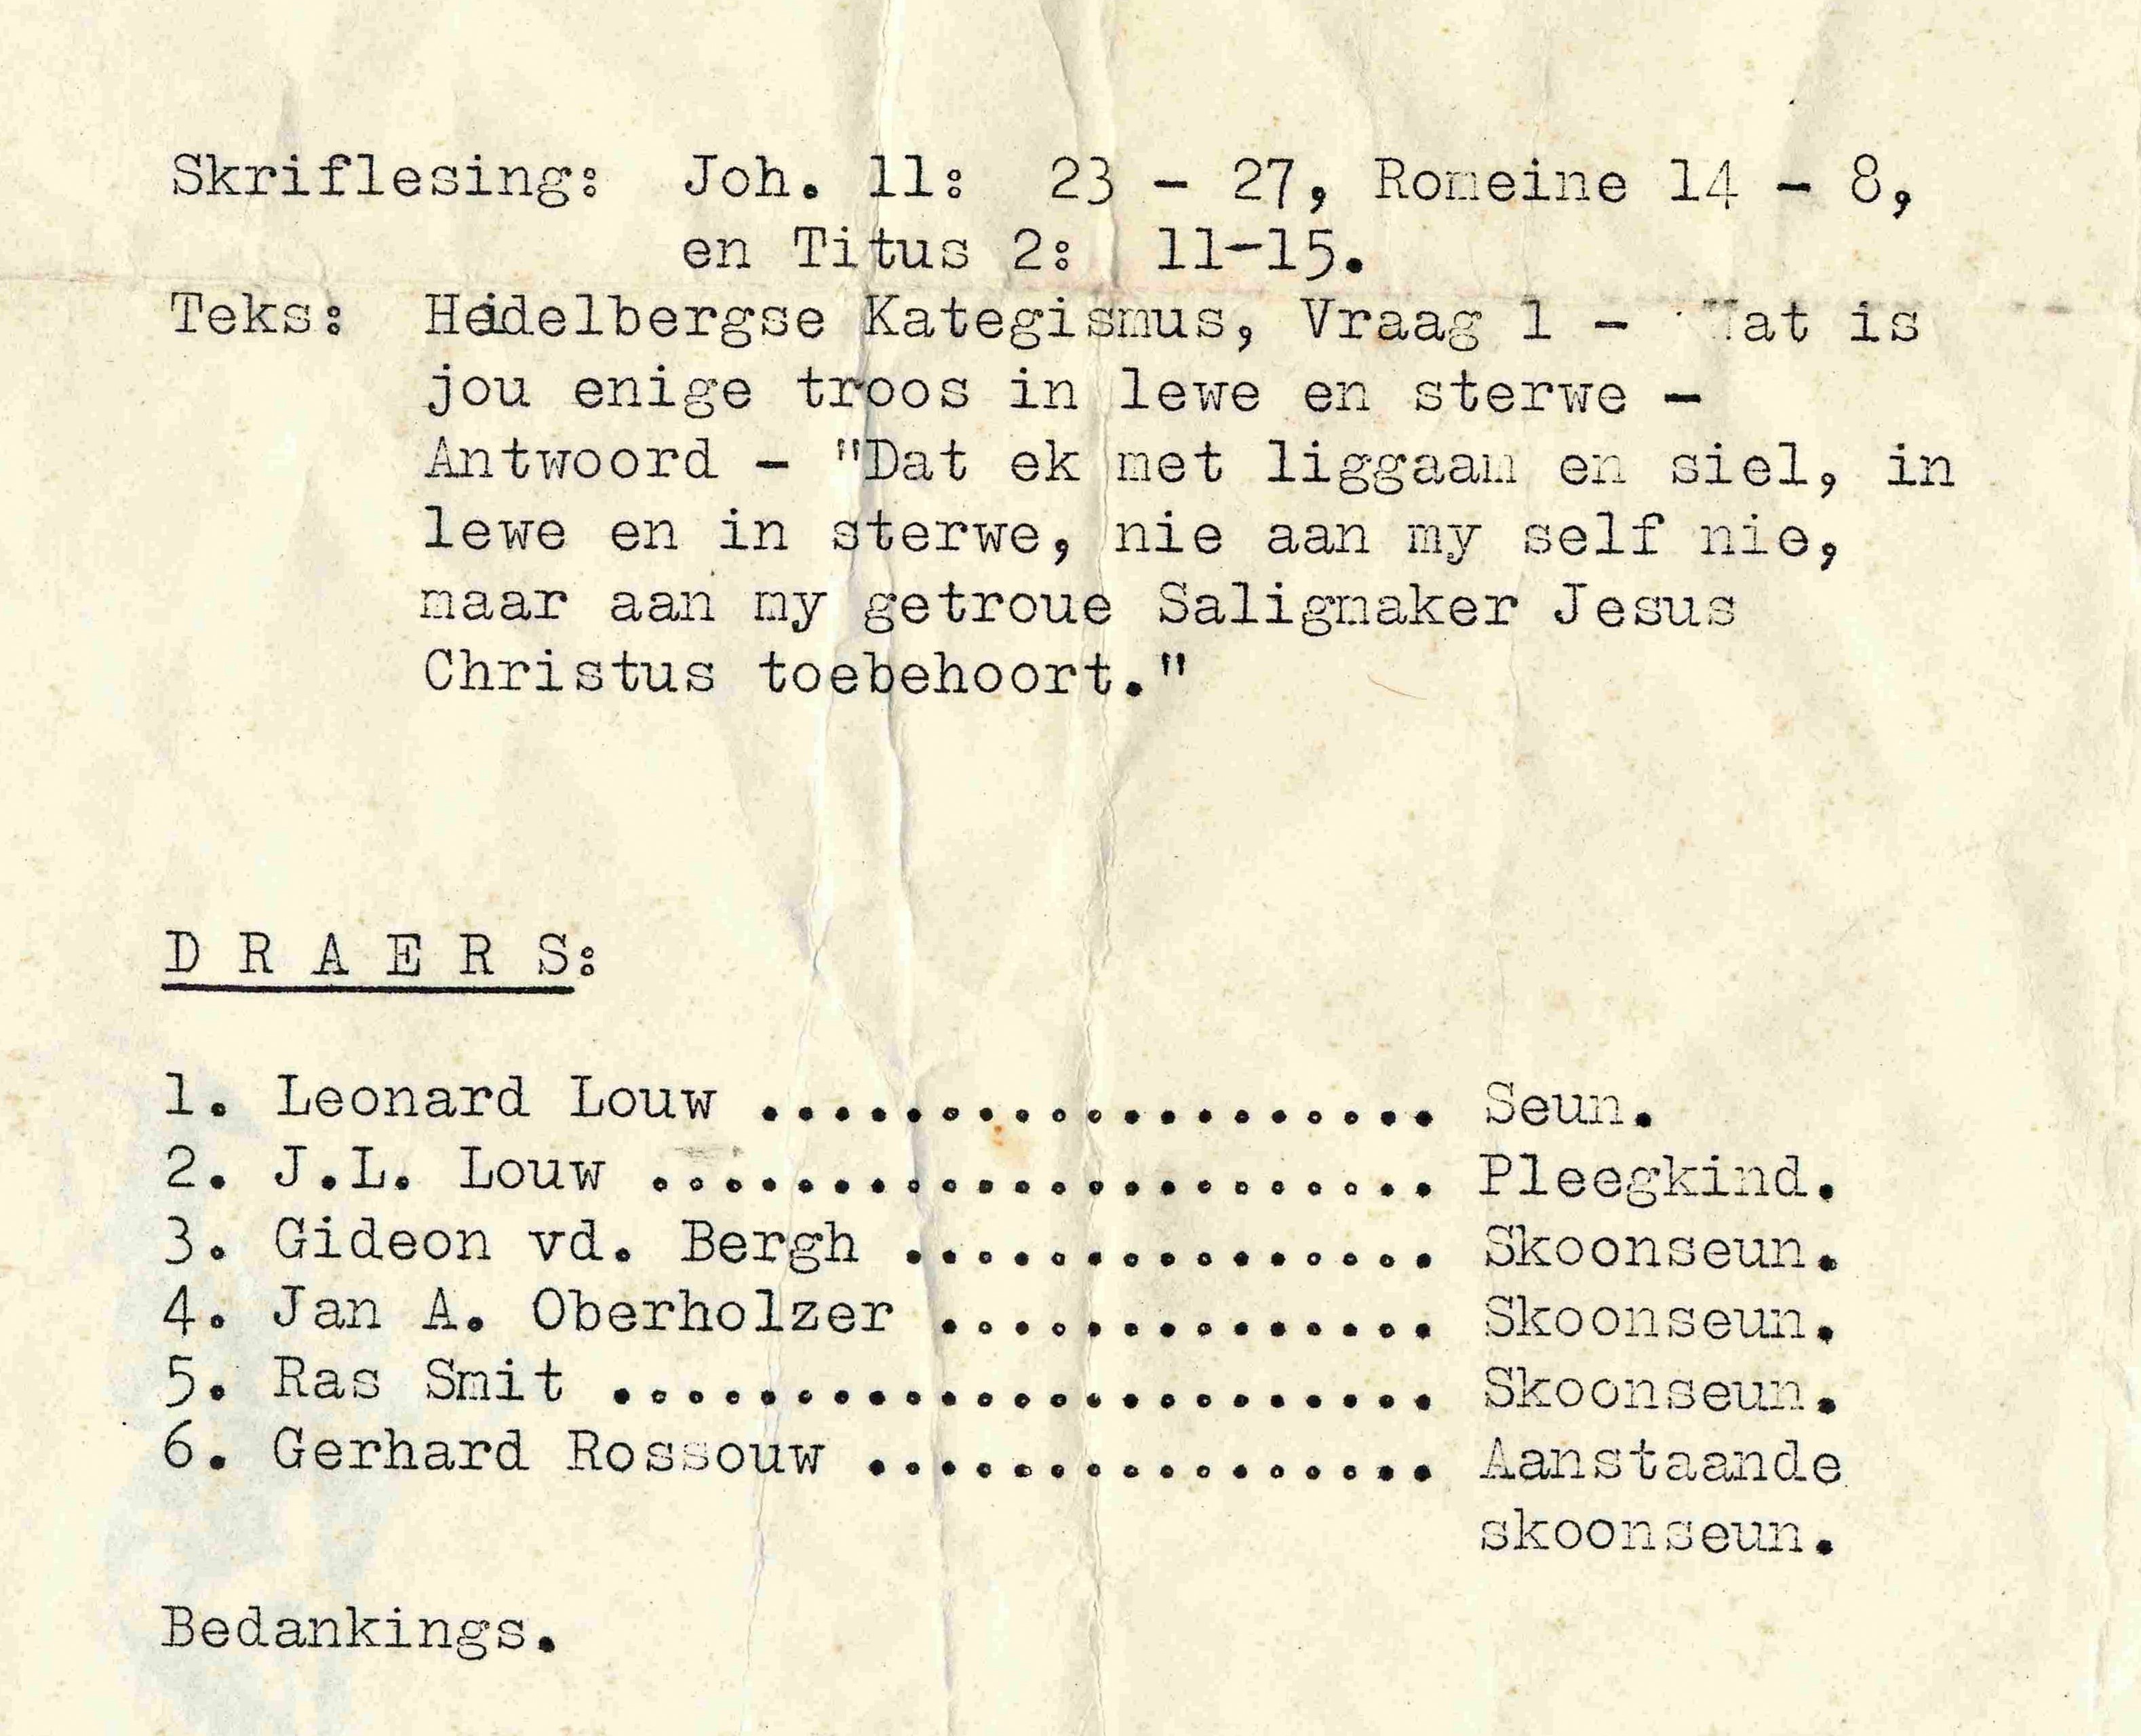 Skriflesing: Joh. 11: 23 - 27, Romeine 14 - 8,
en Titus 2: 11-15.
Teks: Heidelbergse Kategismus, Vraag 1 - Wat is
jou enige troos in lewe en sterwe -
Antwoord - "Dat ek met liggaam en siel, in
lewe en in sterwe, nie aan my self nie,
maar aan my getroue Saligmaker Jesus
Christus toebehoort."
D R A E R S:
1. Leonard Louw ................... Seun.
2. J.L. Louw ...................... Pleegkind.
3. Gideon vd. Bergh ............... Skoonseun.
4. Jan A. Oberholzer .............. Skoonseun.
5. Ras Smit ....................... Skoonseun.
6. Gerhard Rossouw ................ Aanstaande
skoonseun.
Bedankings.